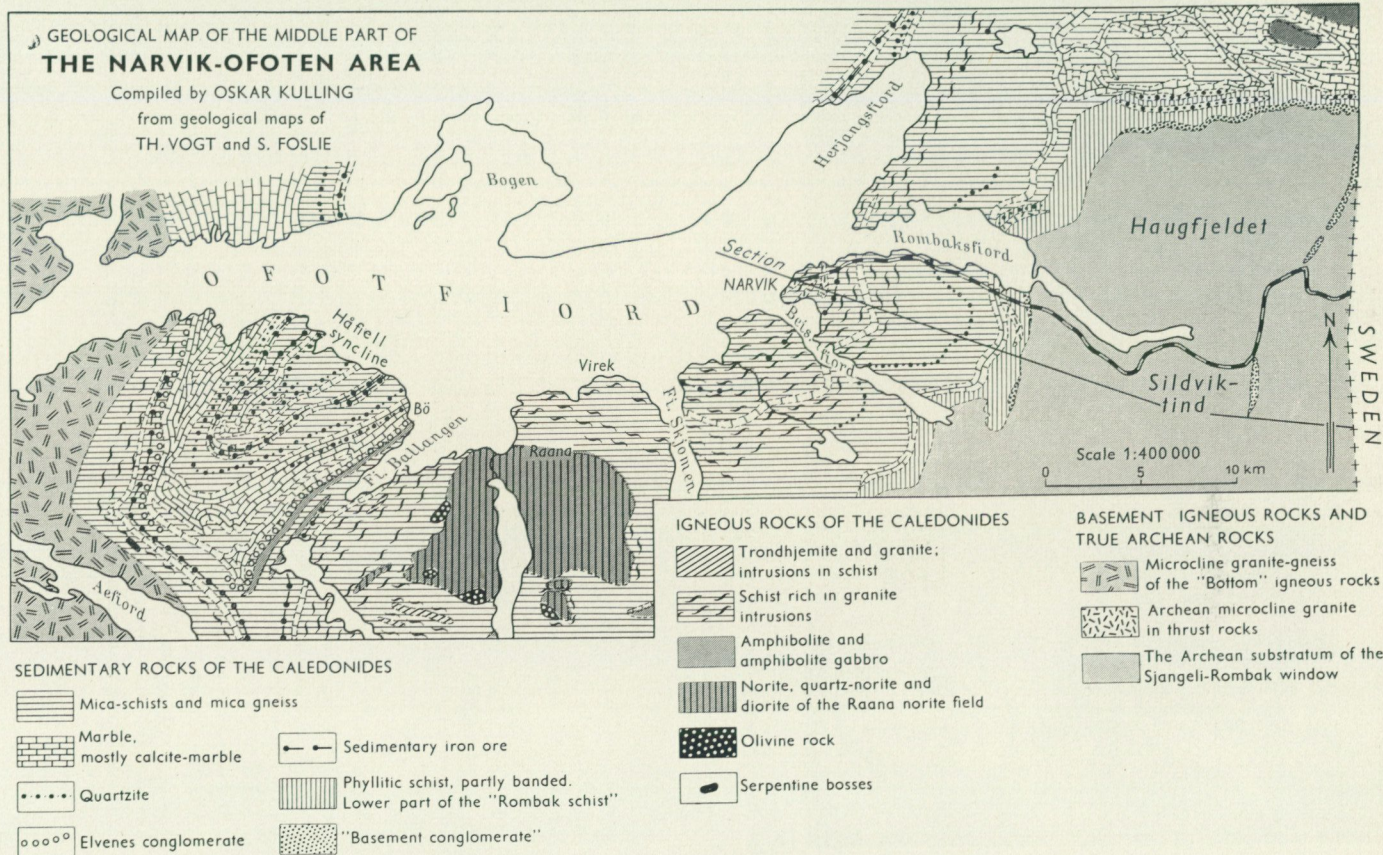 GEOLOGICAL MAP OF THE MIDDLE PART OF
THE NARVIK-OFOTEN AREA
Compiled by OSKAR KULLING
from geological maps of
TH. VOGT and S. FOSLIE
Bogen
Herjangsfiord
Haugfjeldet
Rombaksfiord
Section
NARVIK
OFOTFIORD
Beisfiord
Håfjell
syncline
Virek
Bö
Fj. Ballangen
Raana
Fj. Skjomen
Sildvik-
tind
N
SWEDEN
Scale 1:400 000
0 5 10 km
Aefiord
SEDIMENTARY ROCKS OF THE CALEDONIDES
Mica-schists and mica gneiss
Marble,
mostly calcite-marble
Quartzite
Elvenes conglomerate
Sedimentary iron ore
Phyllitic schist, partly banded.
Lower part of the "Rombak schist"
"Basement conglomerate"
IGNEOUS ROCKS OF THE CALEDONIDES
Trondhjemite and granite;
intrusions in schist
Schist rich in granite
intrusions
Amphibolite and
amphibolite gabbro
Norite, quartz-norite and
diorite of the Raana norite field
Olivine rock
Serpentine bosses
BASEMENT IGNEOUS ROCKS AND
TRUE ARCHEAN ROCKS
Microcline granite-gneiss
of the "Bottom" igneous rocks
Archean microcline granite
in thrust rocks
The Archean substratum of the
Sjangeli-Rombak window